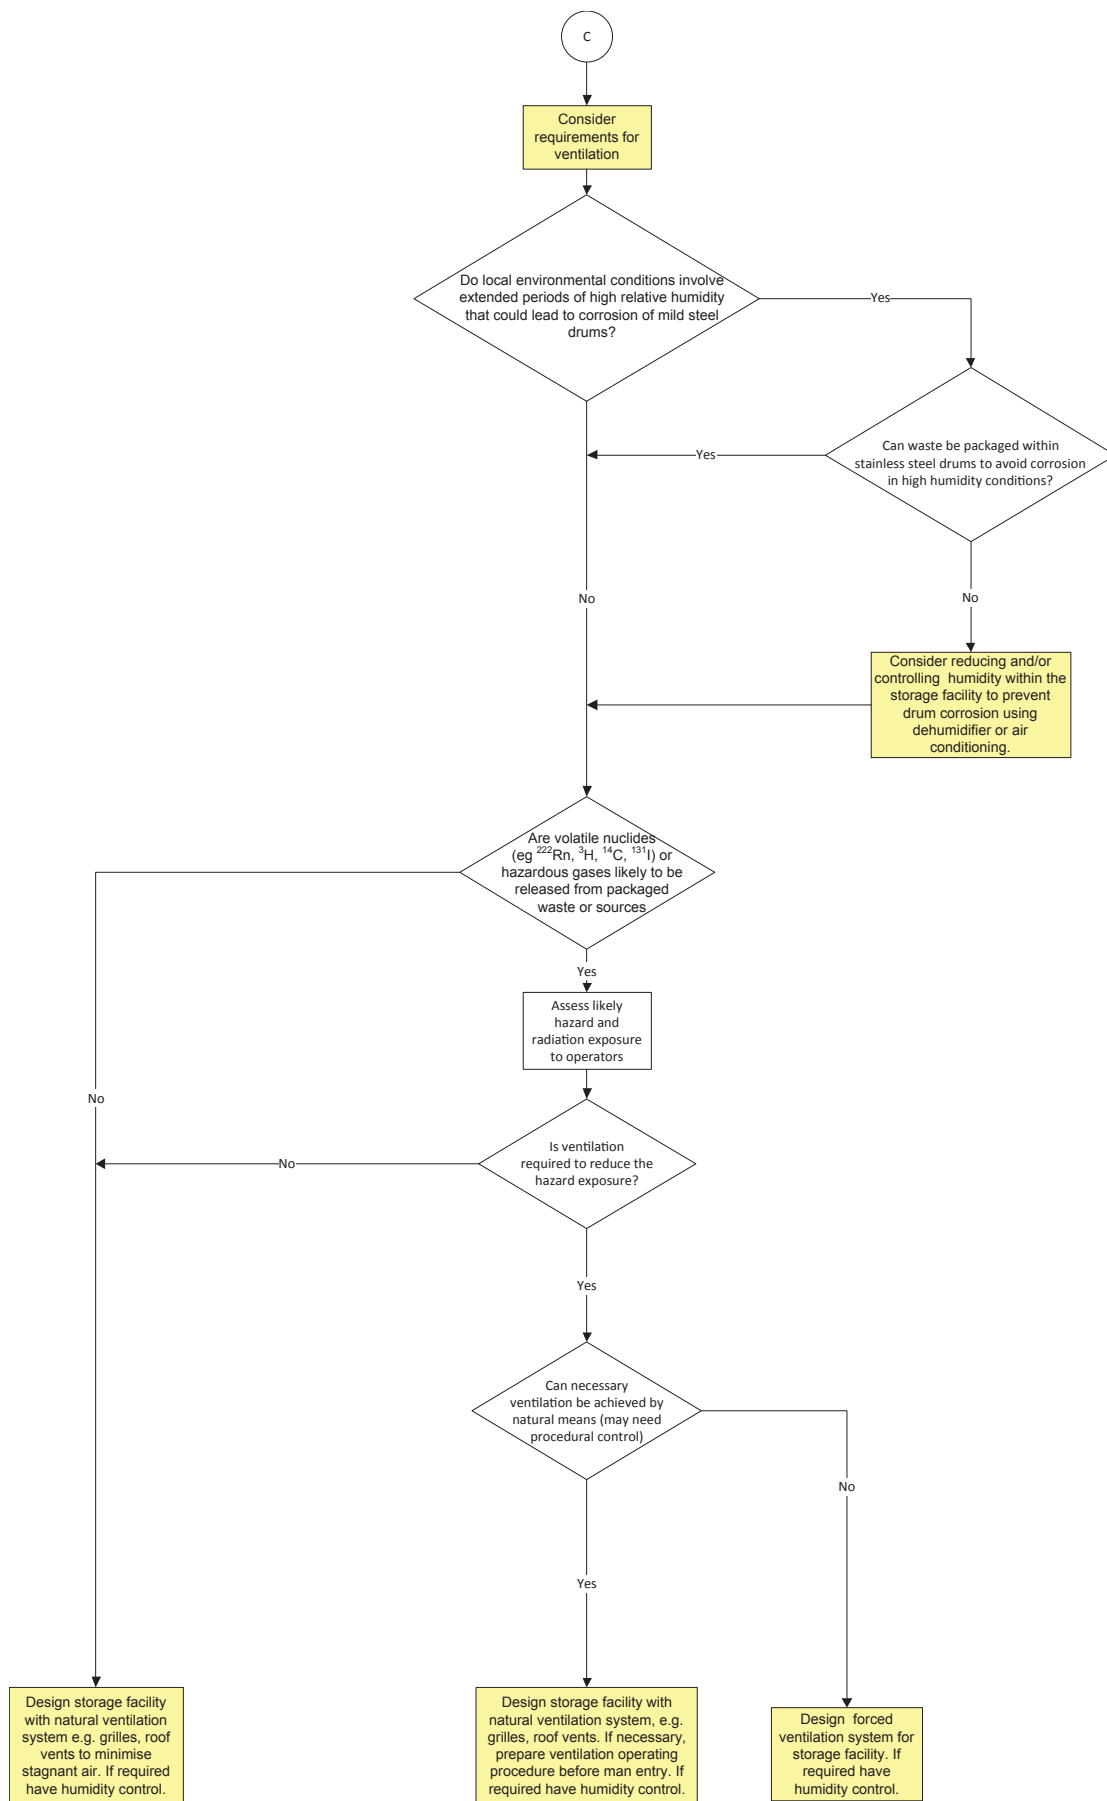 C
Consider
requirements for
ventilation
Do local environmental conditions involve
extended periods of high relative humidity
that could lead to corrosion of mild steel
drums?
Yes
Can waste be packaged within
stainless steel drums to avoid corrosion
in high humidity conditions?
Yes
No
No
Consider reducing and/or
controlling humidity within the
storage facility to prevent
drum corrosion using
dehumidifier or air
conditioning.
Are volatile nuclides
(eg ²²²Rn, ³H, ¹⁴C, ¹³¹I) or
hazardous gases likely to be
released from packaged
waste or sources
Yes
Assess likely
hazard and
radiation exposure
to operators
No
Is ventilation
required to reduce the
hazard exposure?
No
Yes
Can necessary
ventilation be achieved by
natural means (may need
procedural control)
No
Yes
Design storage facility
with natural ventilation
system e.g. grilles, roof
vents to minimise
stagnant air. If required
have humidity control.
Design storage facility with
natural ventilation system, e.g.
grilles, roof vents. If necessary,
prepare ventilation operating
procedure before man entry. If
required have humidity control.
Design forced
ventilation system for
storage facility. If
required have
humidity control.